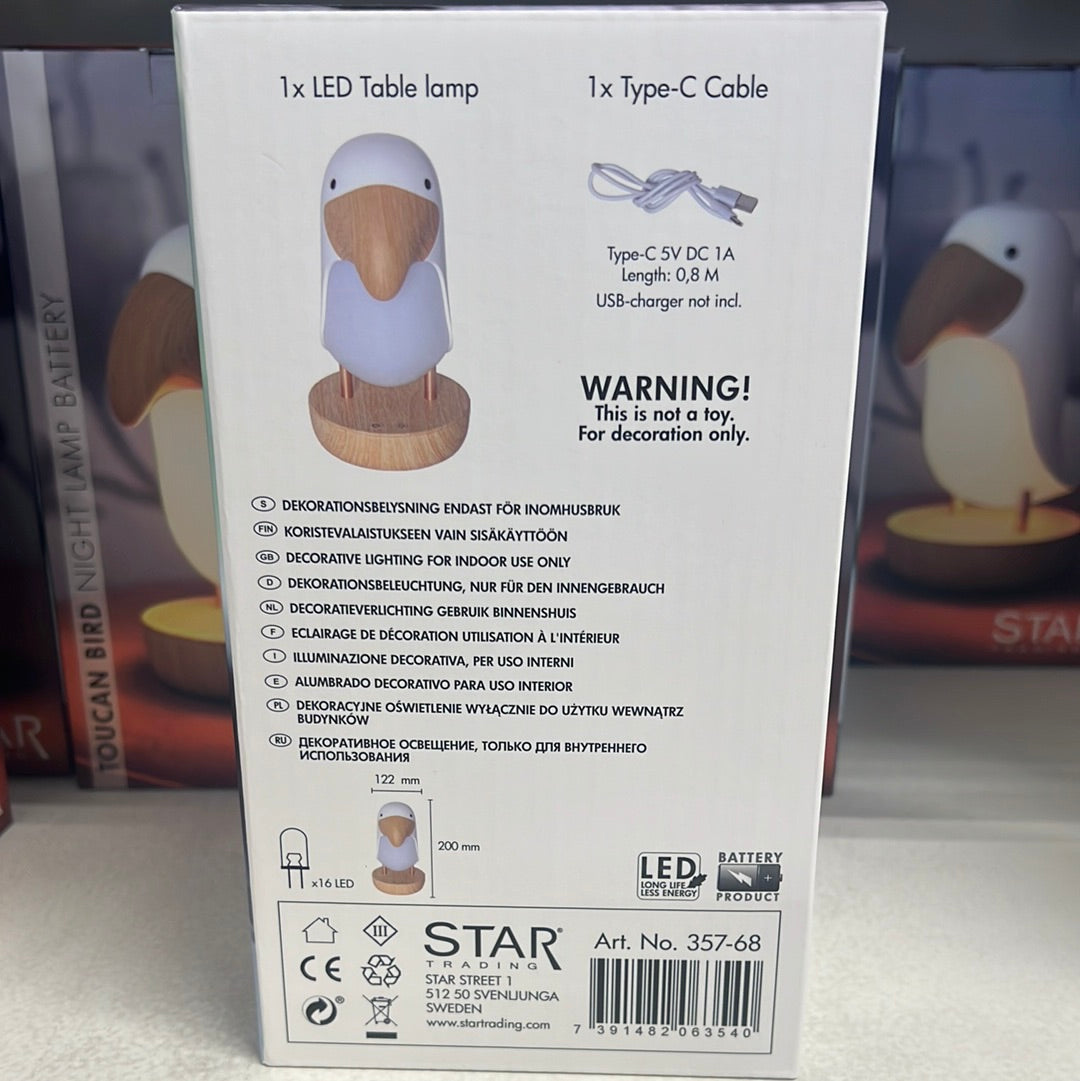 1x LED Table lamp
1x Type-C Cable
Type-C 5V DC 1A
Length: 0,8 M
USB-charger not incl.
WARNING!
This is not a toy.
For decoration only.
S DEKORATIONSBELYSNING ENDAST FÖR INOMHUSBRUK
FIN KORISTEVALAISTUKSEEN VAIN SISÄKÄYTTÖÖN
GB DECORATIVE LIGHTING FOR INDOOR USE ONLY
D DEKORATIONSBELEUCHTUNG, NUR FÜR DEN INNENGEBRAUCH
NL DECORATIEVERLICHTING GEBRUIK BINNENSHUIS
F ECLAIRAGE DE DÉCORATION UTILISATION À L'INTÉRIEUR
I ILLUMINAZIONE DECORATIVA, PER USO INTERNI
E ALUMBRADO DECORATIVO PARA USO INTERIOR
PL DEKORACYJNE OŚWIETLENIE WYŁĄCZNIE DO UŻYTKU WEWNĄTRZ
BUDYNKÓW
RU ДЕКОРАТИВНОЕ ОСВЕЩЕНИЕ, ТОЛЬКО ДЛЯ ВНУТРЕННЕГО
ИСПОЛЬЗОВАНИЯ
122 mm
200 mm
x16 LED
LED
LONG LIFE
LESS ENERGY
BATTERY
PRODUCT
III
CE
STAR®
TRADING
STAR STREET 1
512 50 SVENLJUNGA
SWEDEN
www.startrading.com
Art. No. 357-68
7 391482 063540
TOUCAN BIRD NIGHT LAMP BATTERY
AR
STA